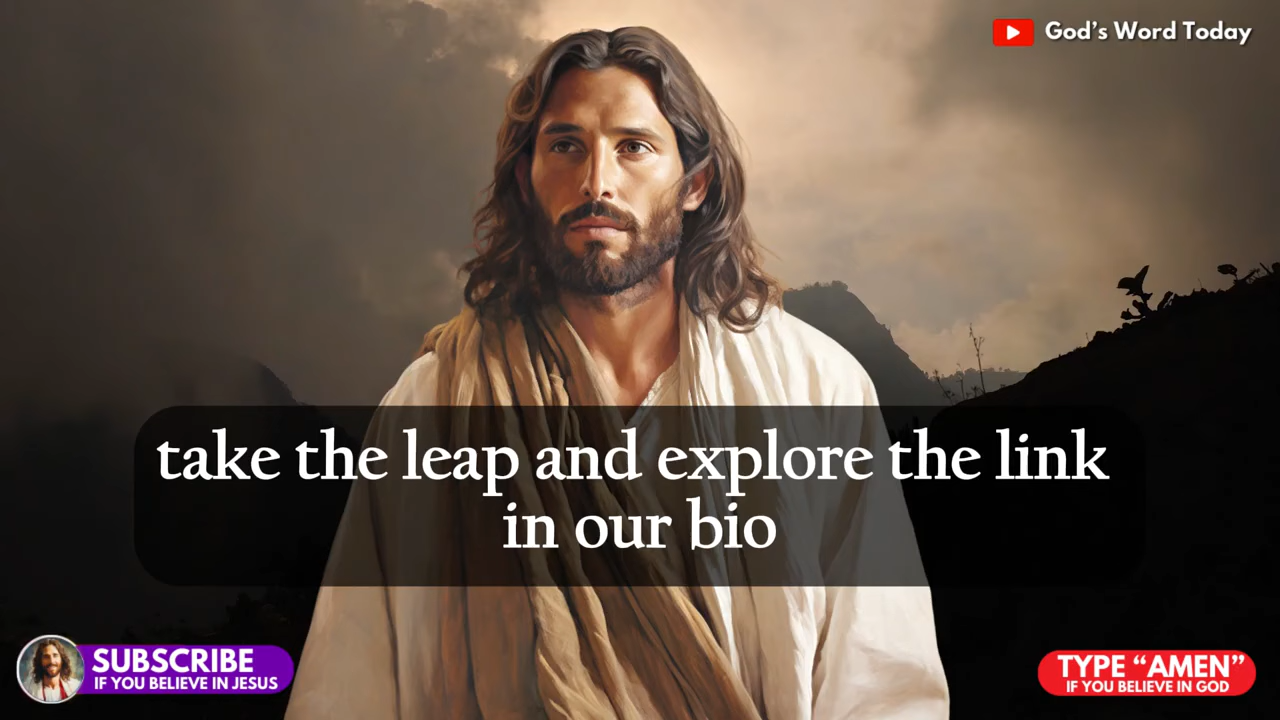 God's Word Today
take the leap and explore the link
in our bio
SUBSCRIBE
IF YOU BELIEVE IN JESUS
TYPE “AMEN”
IF YOU BELIEVE IN GOD